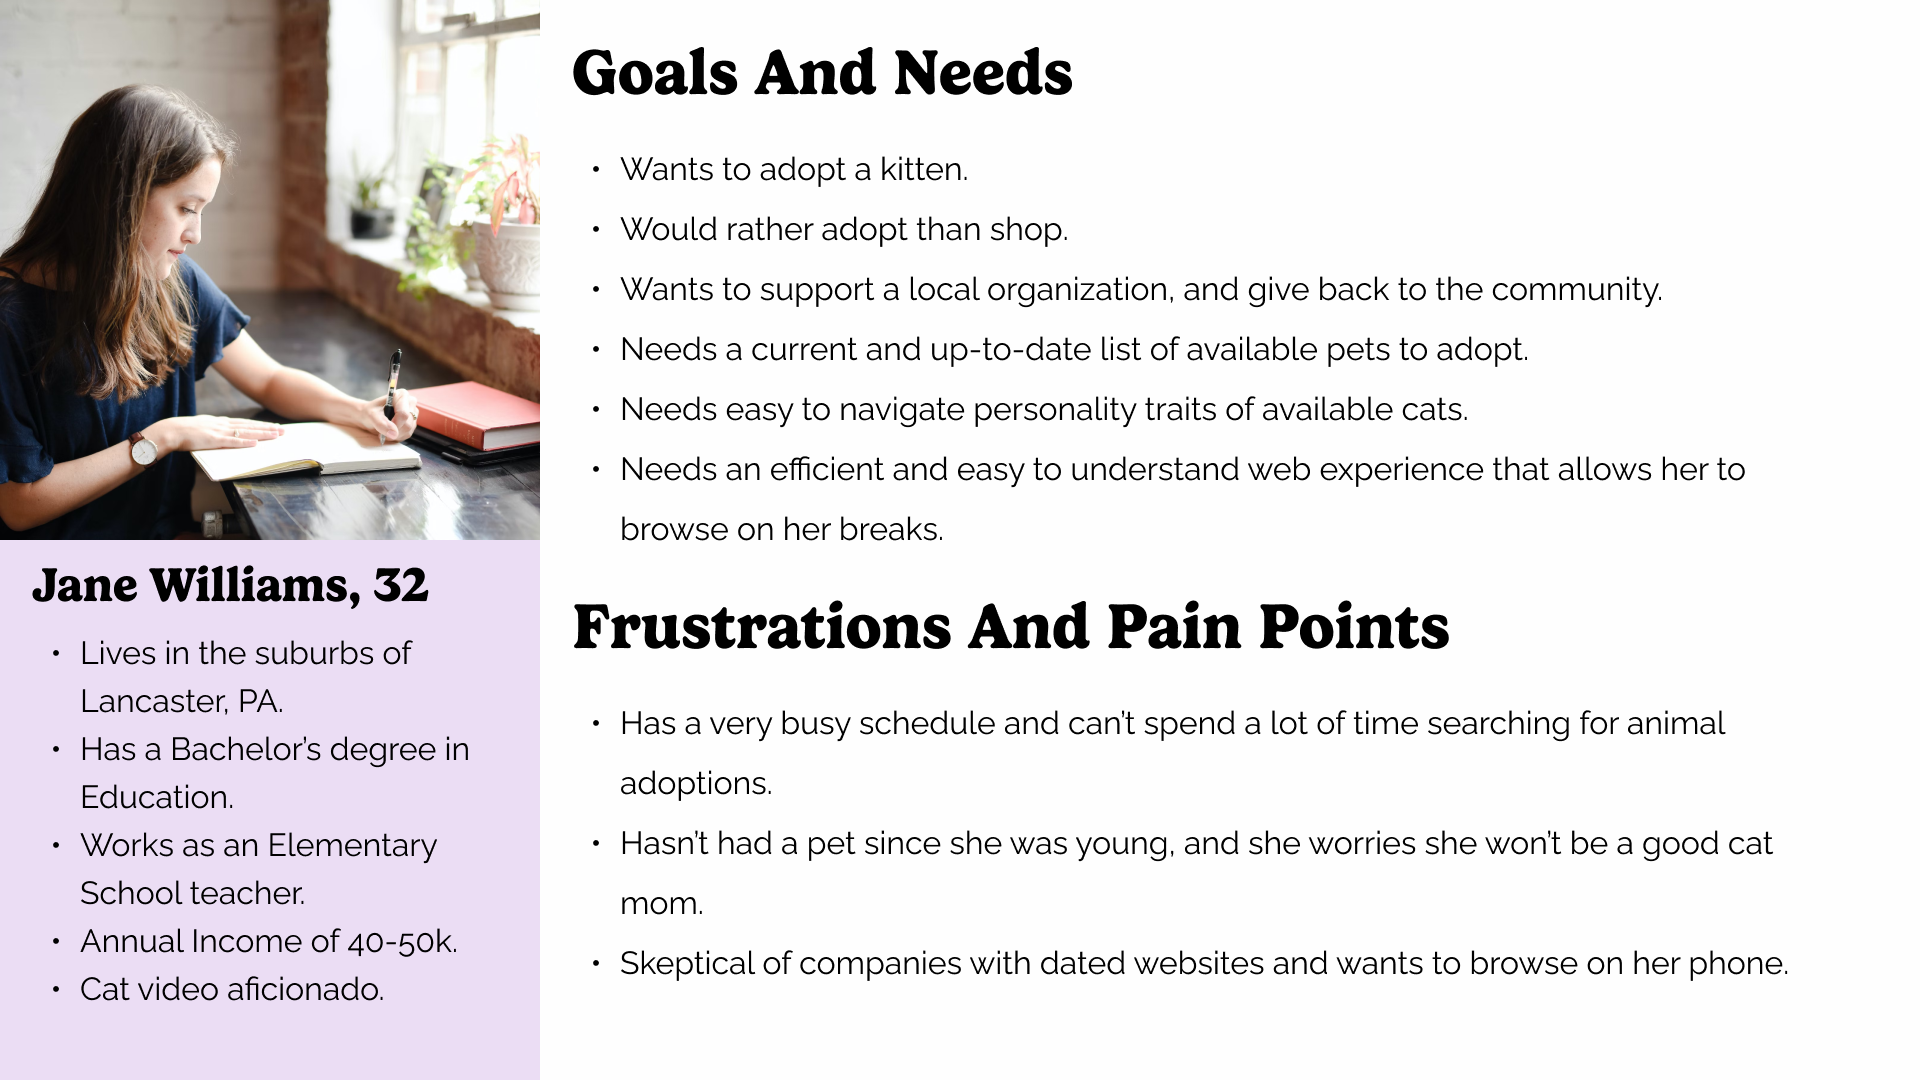 Jane Williams, 32
• Lives in the suburbs of
Lancaster, PA.
• Has a Bachelor’s degree in
Education.
• Works as an Elementary
School teacher.
• Annual Income of 40-50k.
• Cat video aficionado.
Goals And Needs
• Wants to adopt a kitten.
• Would rather adopt than shop.
• Wants to support a local organization, and give back to the community.
• Needs a current and up-to-date list of available pets to adopt.
• Needs easy to navigate personality traits of available cats.
• Needs an efficient and easy to understand web experience that allows her to
browse on her breaks.
Frustrations And Pain Points
• Has a very busy schedule and can’t spend a lot of time searching for animal
adoptions.
• Hasn’t had a pet since she was young, and she worries she won’t be a good cat
mom.
• Skeptical of companies with dated websites and wants to browse on her phone.